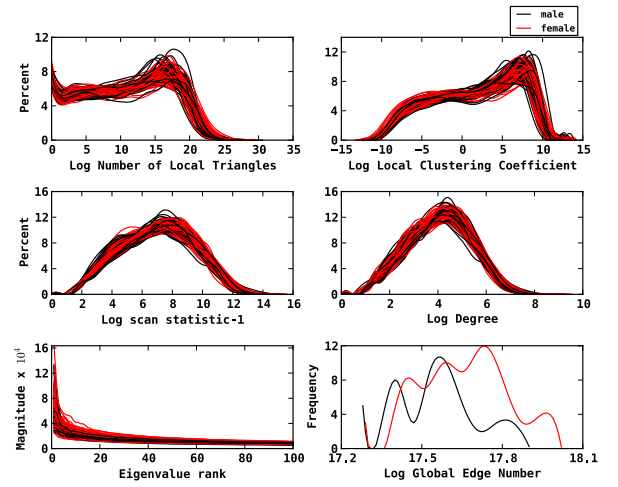 male
female
12
8
4
0
Percent
0 5 10 15 20 25 30 35
Log Number of Local Triangles
12
8
4
0
−15 −10 −5 0 5 10 15
Log Local Clustering Coefficient
16
12
8
4
0
Percent
0 2 4 6 8 10 12 14 16
Log scan statistic-1
16
12
8
4
0
0 2 4 6 8 10
Log Degree
16
12
8
4
0
Magnitude x 10⁴
0 20 40 60 80 100
Eigenvalue rank
12
8
4
0
Frequency
17.2 17.5 17.8 18.1
Log Global Edge Number